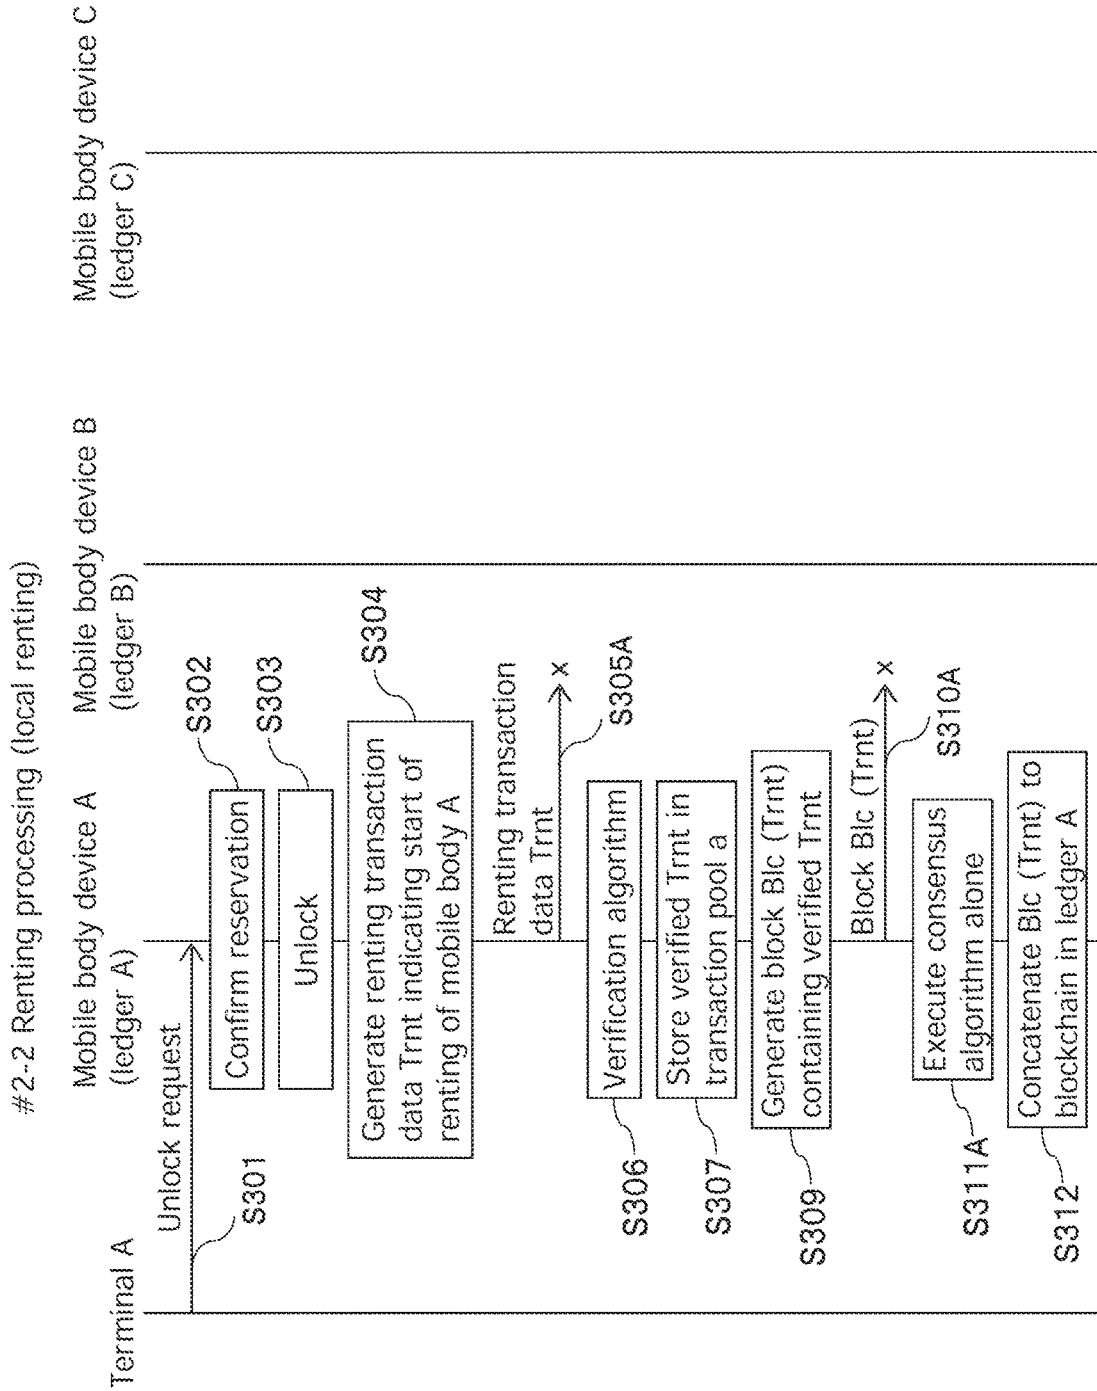 #2-2 Renting processing (local renting)
Terminal A
Mobile body device A
(ledger A)
Mobile body device B
(ledger B)
Mobile body device C
(ledger C)
Unlock request
S301
Confirm reservation
S302
Unlock
S303
Generate renting transaction
data Trnt indicating start of
renting of mobile body A
S304
Renting transaction
data Trnt
x
S305A
Verification algorithm
S306
Store verified Trnt in
transaction pool a
S307
Generate block Blc (Trnt)
containing verified Trnt
S309
Block Blc (Trnt)
x
S310A
Execute consensus
algorithm alone
S311A
Concatenate Blc (Trnt) to
blockchain in ledger A
S312